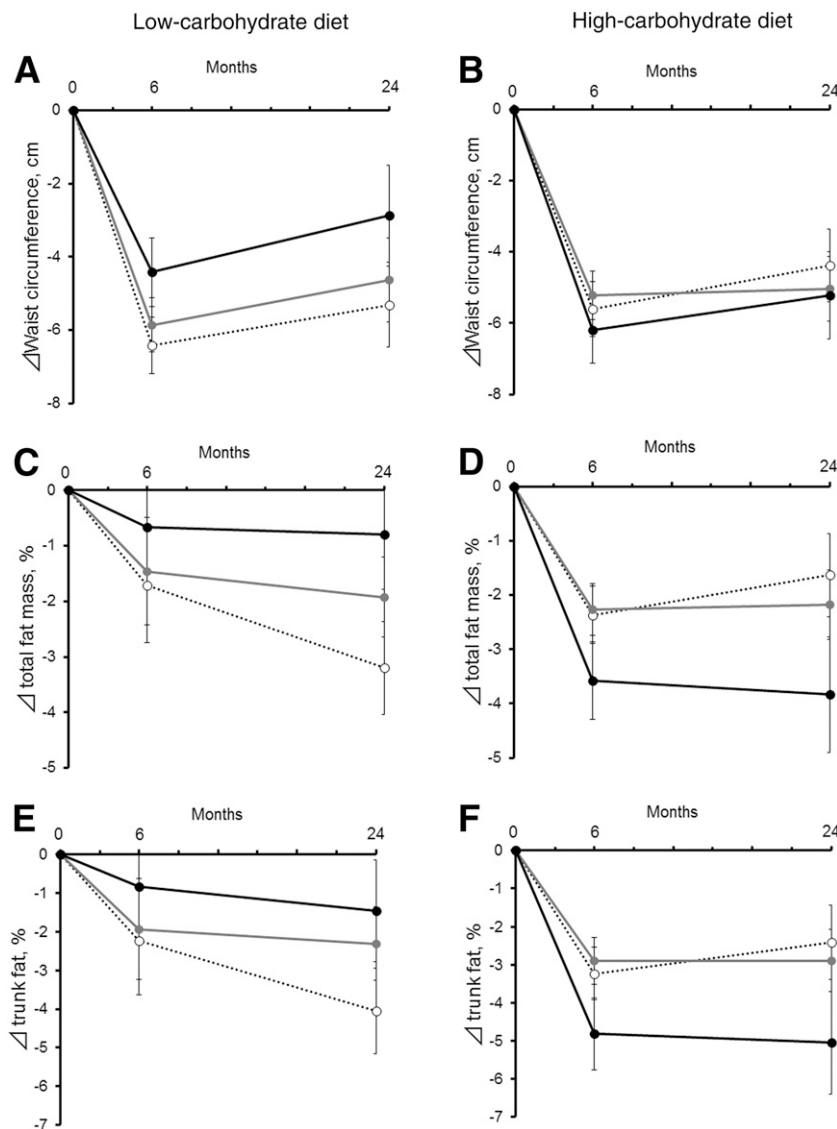 Low-carbohydrate diet
High-carbohydrate diet
A
Months
0 6 24
0
-2
-4
-6
-8
⊿Waist circumference, cm
B
Months
0 6 24
0
-2
-4
-6
-8
⊿Waist circumference, cm
C
Months
0 6 24
0
-1
-2
-3
-4
-5
⊿ total fat mass, %
D
Months
0 6 24
0
-1
-2
-3
-4
-5
⊿ total fat mass, %
E
Months
0 6 24
0
-1
-2
-3
-4
-5
-6
-7
⊿ trunk fat, %
F
Months
0 6 24
0
-1
-2
-3
-4
-5
-6
-7
⊿ trunk fat, %